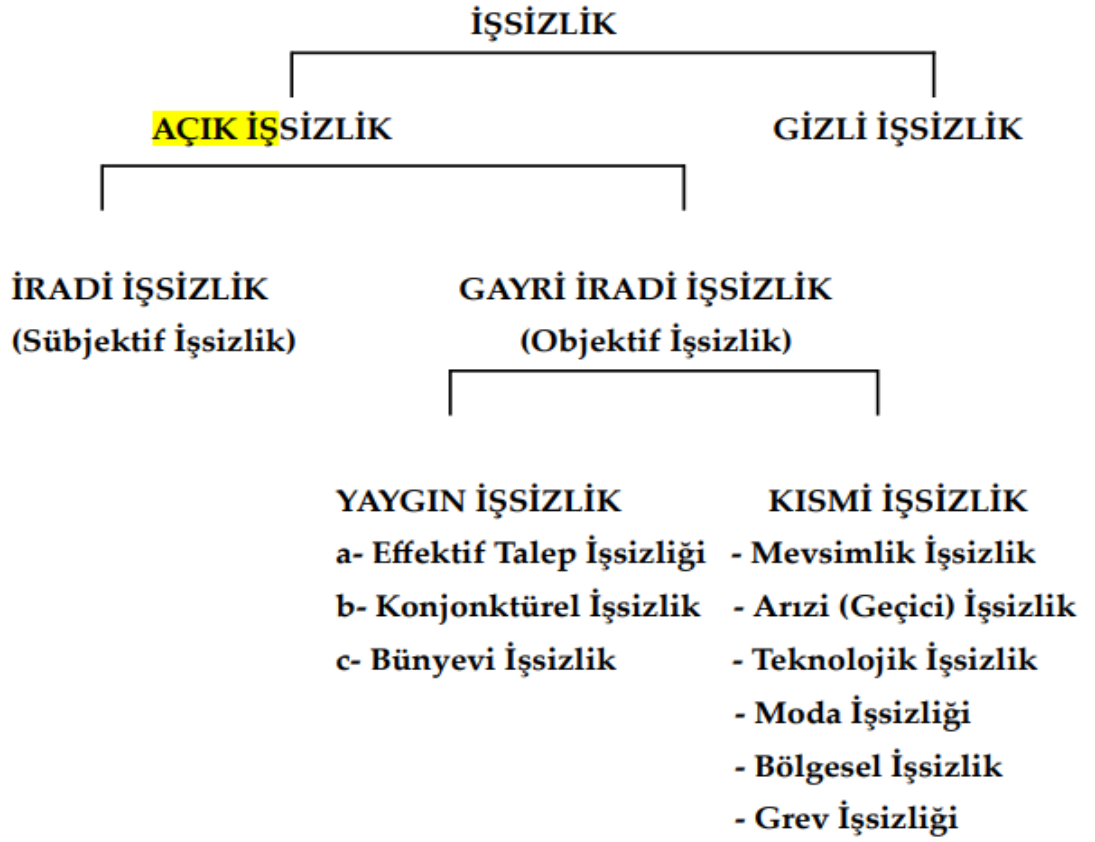 İŞSİZLİK
AÇIK İŞSİZLİK
GİZLİ İŞSİZLİK
İRADİ İŞSİZLİK
(Sübjektif İşsizlik)
GAYRİ İRADİ İŞSİZLİK
(Objektif İşsizlik)
YAYGIN İŞSİZLİK
a- Effektif Talep İşsizliği
b- Konjonktürel İşsizlik
c- Bünyevi İşsizlik
KISMİ İŞSİZLİK
- Mevsimlik İşsizlik
- Arızi (Geçici) İşsizlik
- Teknolojik İşsizlik
- Moda İşsizliği
- Bölgesel İşsizlik
- Grev İşsizliği